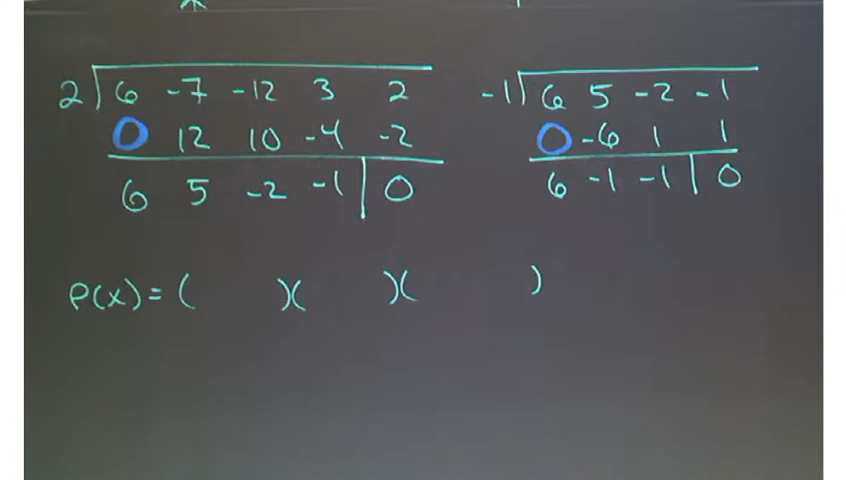 2) 6 -7 -12 3 2
0 12 10 -4 -2
6 5 -2 -1 | 0
-1) 6 5 -2 -1
0 -6 1 1
6 -1 -1 | 0
P(x) = (    )(    )(    )